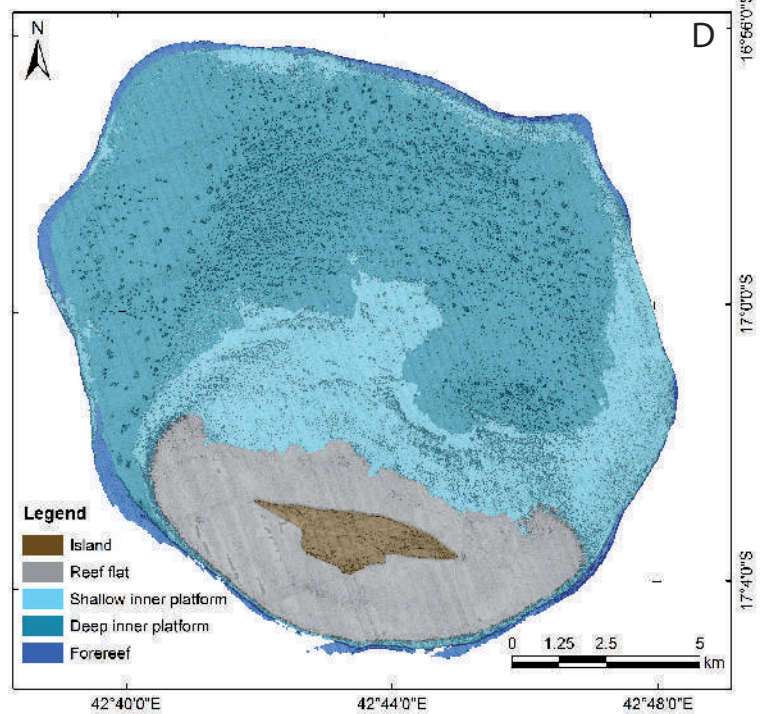 N
D
16°56'0"S
17°0'0"S
17°4'0"S
Legend
Island
Reef flat
Shallow inner platform
Deep inner platform
Forereef
0 1.25 2.5 5
km
42°40'0"E 42°44'0"E 42°48'0"E